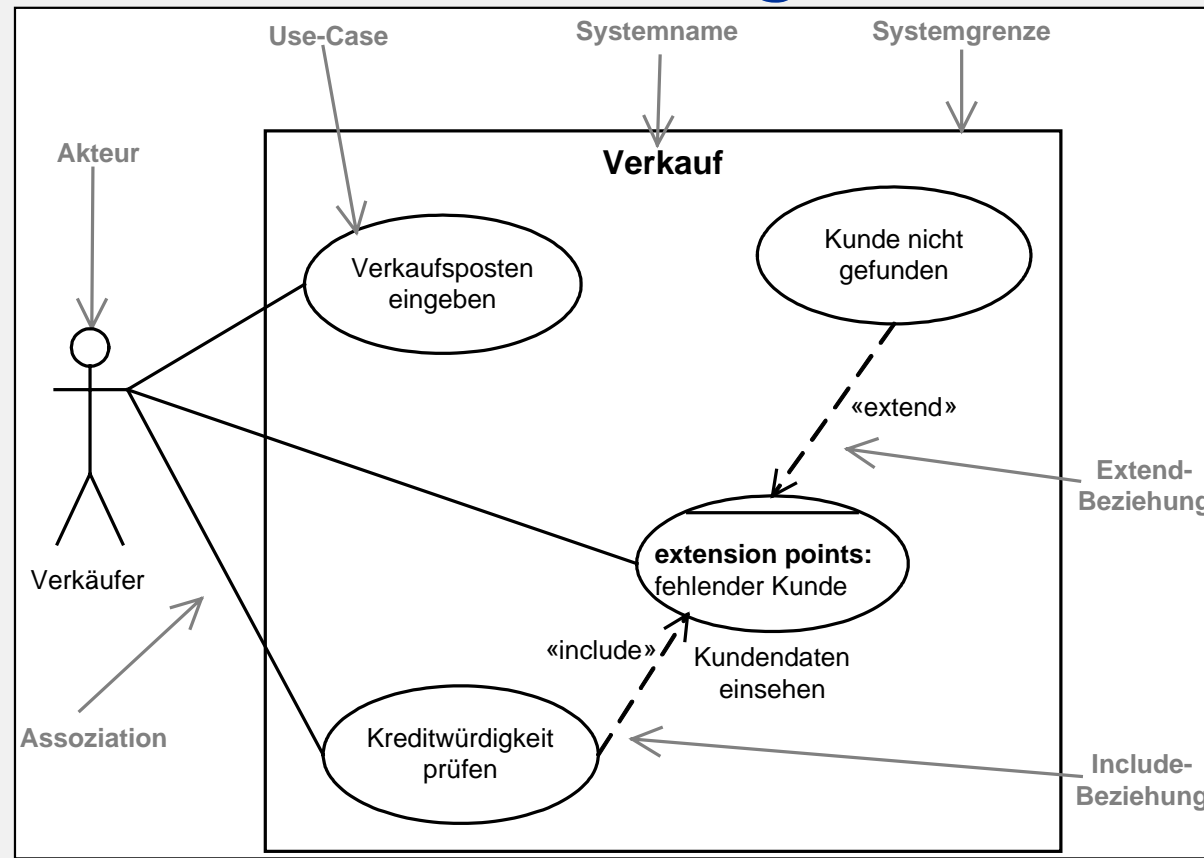 Use-Case
Systemname
Systemgrenze
Akteur
Verkauf
Verkaufsposten
eingeben
Kunde nicht
gefunden
«extend»
Extend-
Beziehung
extension points:
fehlender Kunde
Verkäufer
«include»
Kundendaten
einsehen
Assoziation
Kreditwürdigkeit
prüfen
Include-
Beziehung